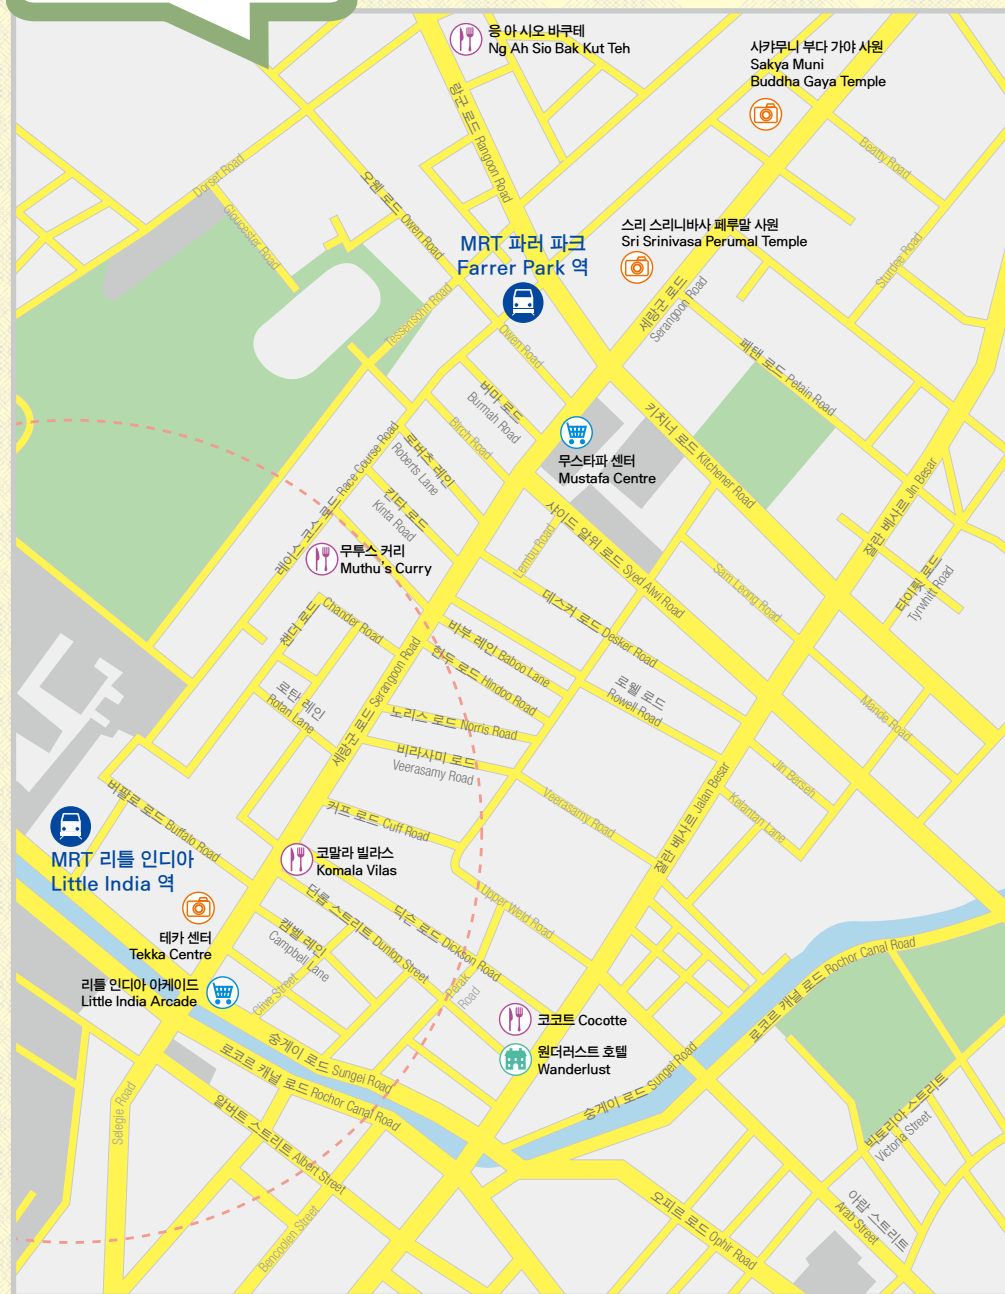 응 아 시오 바쿠테
Ng Ah Sio Bak Kut Teh
사캬무니 부다 가야 사원
Sakya Muni
Buddha Gaya Temple
랑군 로드 Rangoon Road
Beatty Road
Dorset Road
오웬 로드 Owen Road
Gloucester Road
스리 스리니바사 페루말 사원
Sri Srinivasa Perumal Temple
Sturdee Road
MRT 파러 파크
Farrer Park 역
세랑군 로드
Serangoon Road
Tessensohn Road
Owen Road
페탠 로드 Petain Road
버마 로드
Burmah Road
키치너 로드 Kitchener Road
Birch Road
로버츠 레인
Roberts Lane
무스타파 센터
Mustafa Centre
레이스 코스 로드 Race Course Road
킨타 로드
Kinta Road
잘란 베사르 Jln Besar
사이드 알위 로드 Syed Alwi Road
Lembu Road
무투스 커리
Muthu's Curry
Sam Leong Road
타이휫 로드
Tyrwhitt Road
데스커 로드 Desker Road
챈더 로드
Chander Road
바부 레인 Baboo Lane
힌두 로드 Hindoo Road
로탄 레인
Rotan Lane
로웰 로드
Rowell Road
세랑군 로드 Serangoon Road
노리스 로드 Norris Road
Maude Road
비라사미 로드
Veerasamy Road
Jln Berseh
버팔로 로드 Buffalo Road
Veerasamy Road
Kelantan Lane
커프 로드 Cuff Road
잘란 베사르 Jalan Besar
MRT 리틀 인디아
Little India 역
코말라 빌라스
Komala Vilas
Upper Weld Road
테카 센터
Tekka Centre
던롭 스트리트 Dunlop Street
딕슨 로드 Dickson Road
캠벨 레인
Campbell Lane
로코르 캐널 로드 Rochor Canal Road
리틀 인디아 아케이드
Little India Arcade
Clive Street
Perak
Road
코코트 Cocotte
원더러스트 호텔
Wanderlust
숭게이 로드 Sungei Road
로코르 캐널 로드 Rochor Canal Road
숭게이 로드 Sungei Road
Selegie Road
알버트 스트리트 Albert Street
빅토리아 스트리트
Victoria Street
오피르 로드 Ophir Road
아랍 스트리트
Arab Street
Bencoolen Street